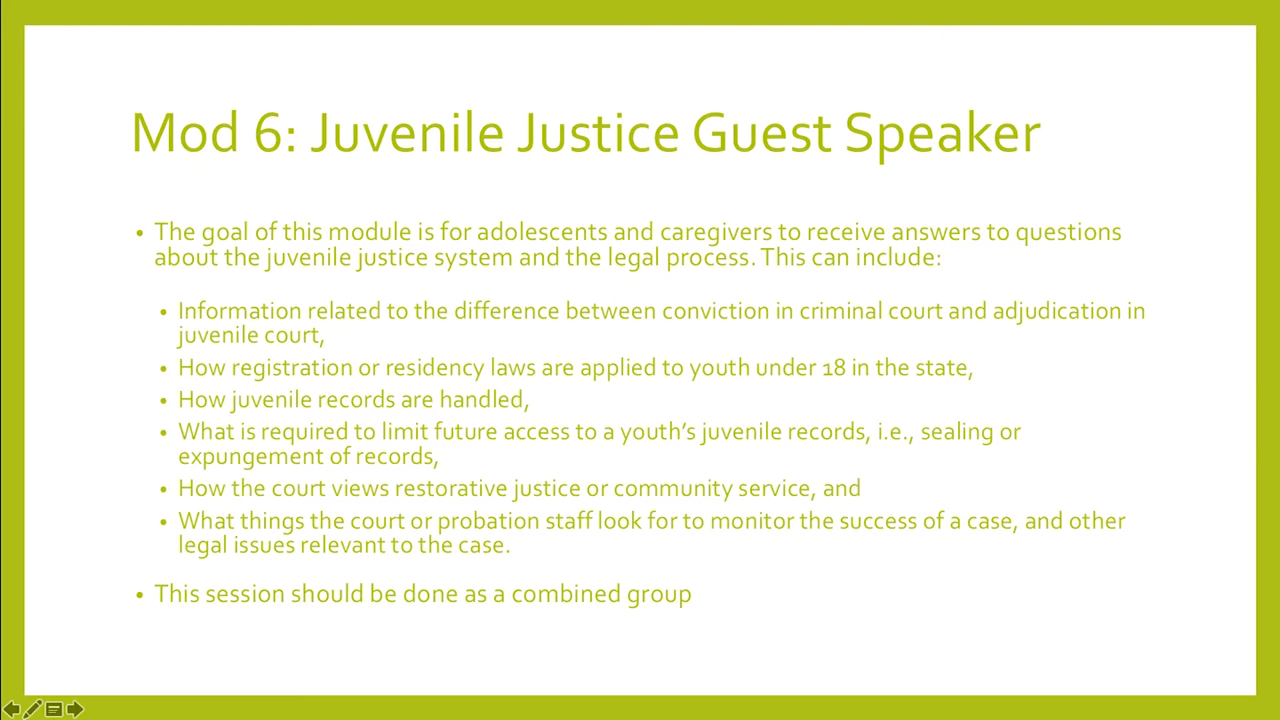 Mod 6: Juvenile Justice Guest Speaker
• The goal of this module is for adolescents and caregivers to receive answers to questions
about the juvenile justice system and the legal process. This can include:
• Information related to the difference between conviction in criminal court and adjudication in
juvenile court,
• How registration or residency laws are applied to youth under 18 in the state,
• How juvenile records are handled,
• What is required to limit future access to a youth’s juvenile records, i.e., sealing or
expungement of records,
• How the court views restorative justice or community service, and
• What things the court or probation staff look for to monitor the success of a case, and other
legal issues relevant to the case.
• This session should be done as a combined group